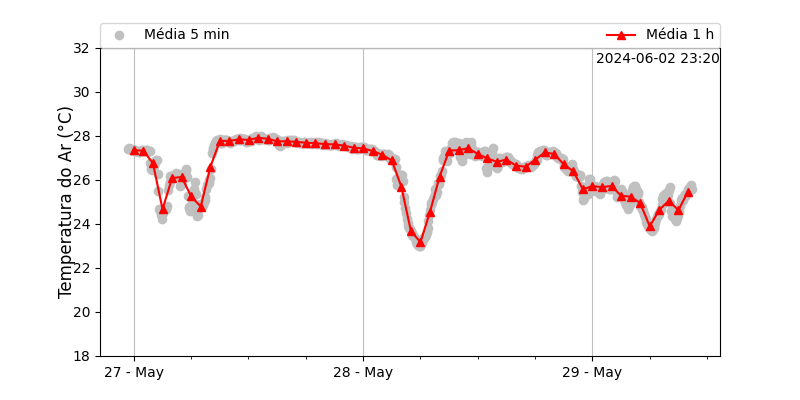 Média 5 min
Média 1 h
2024-06-02 23:20
Temperatura do Ar (°C)
32
30
28
26
24
22
20
18
27 - May
28 - May
29 - May